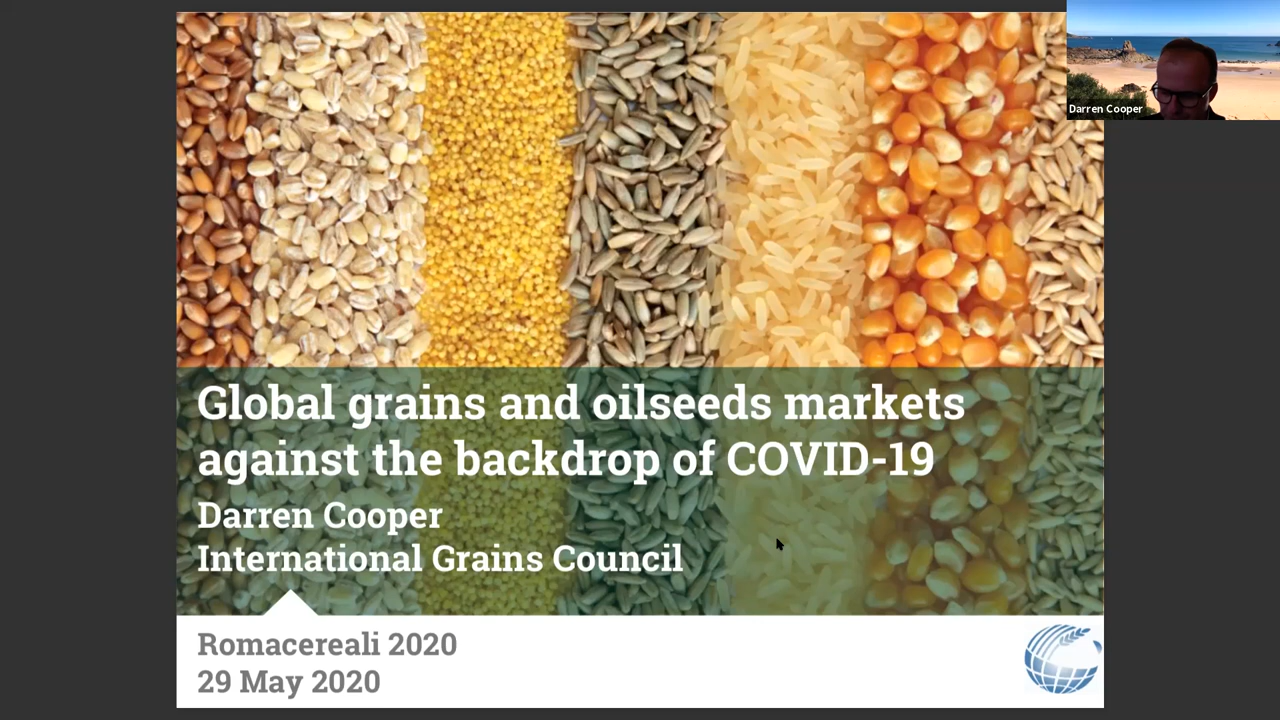 Darren Cooper
Global grains and oilseeds markets
against the backdrop of COVID-19
Darren Cooper
International Grains Council
Romacereali 2020
29 May 2020